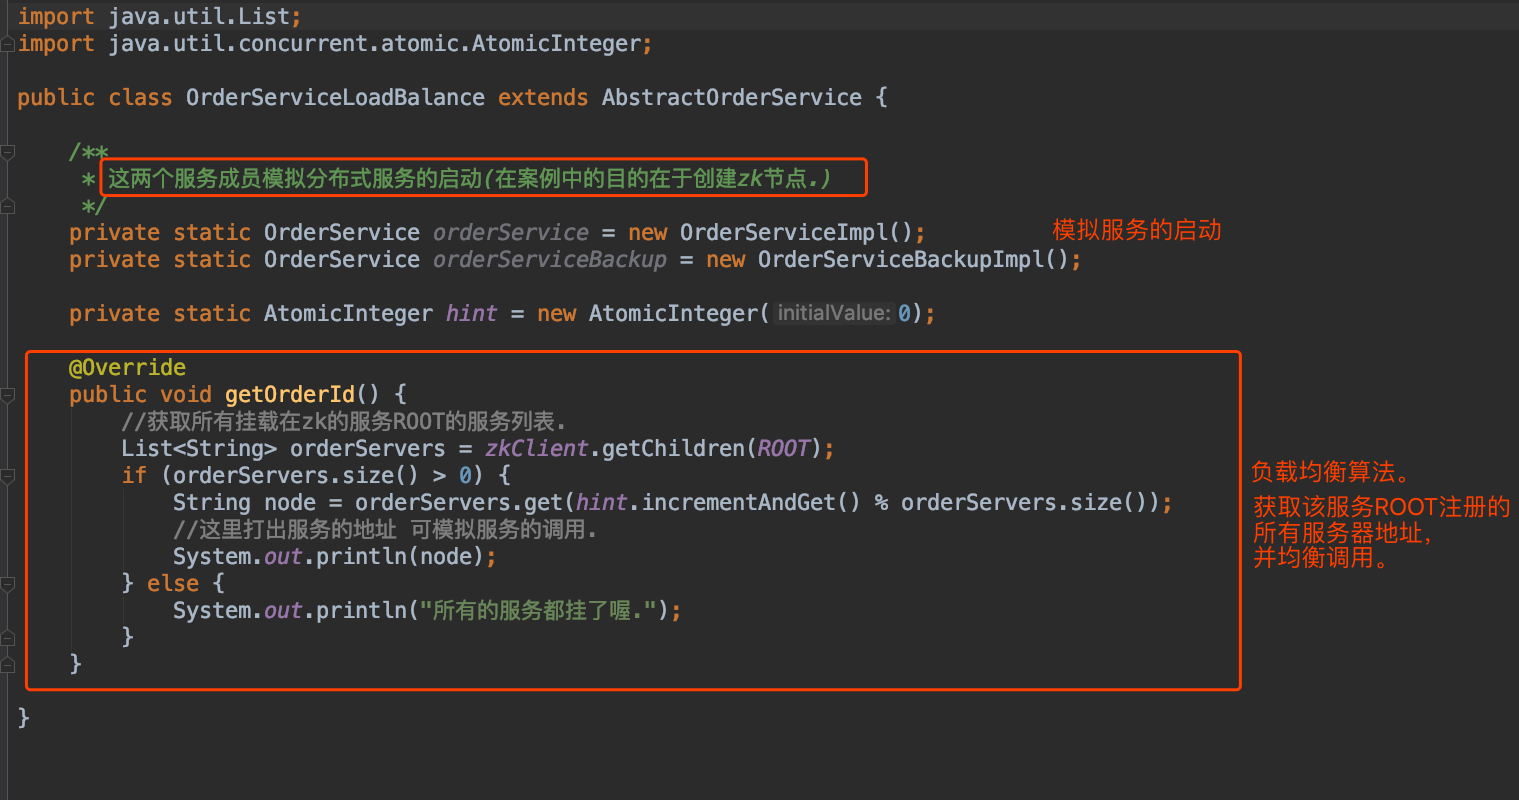 import java.util.List;
import java.util.concurrent.atomic.AtomicInteger;
public class OrderServiceLoadBalance extends AbstractOrderService {
/**
* 这两个服务成员模拟分布式服务的启动(在案例中的目的在于创建zk节点.)
*/
private static OrderService orderService = new OrderServiceImpl();
模拟服务的启动
private static OrderService orderServiceBackup = new OrderServiceBackupImpl();
private static AtomicInteger hint = new AtomicInteger( initialValue: 0);
@Override
public void getOrderId() {
//获取所有挂载在zk的服务ROOT的服务列表.
List<String> orderServers = zkClient.getChildren(ROOT);
if (orderServers.size() > 0) {
String node = orderServers.get(hint.incrementAndGet() % orderServers.size());
//这里打出服务的地址 可模拟服务的调用.
System.out.println(node);
} else {
System.out.println("所有的服务都挂了喔.");
}
}
负载均衡算法。
获取该服务ROOT注册的
所有服务器地址，
并均衡调用。
}